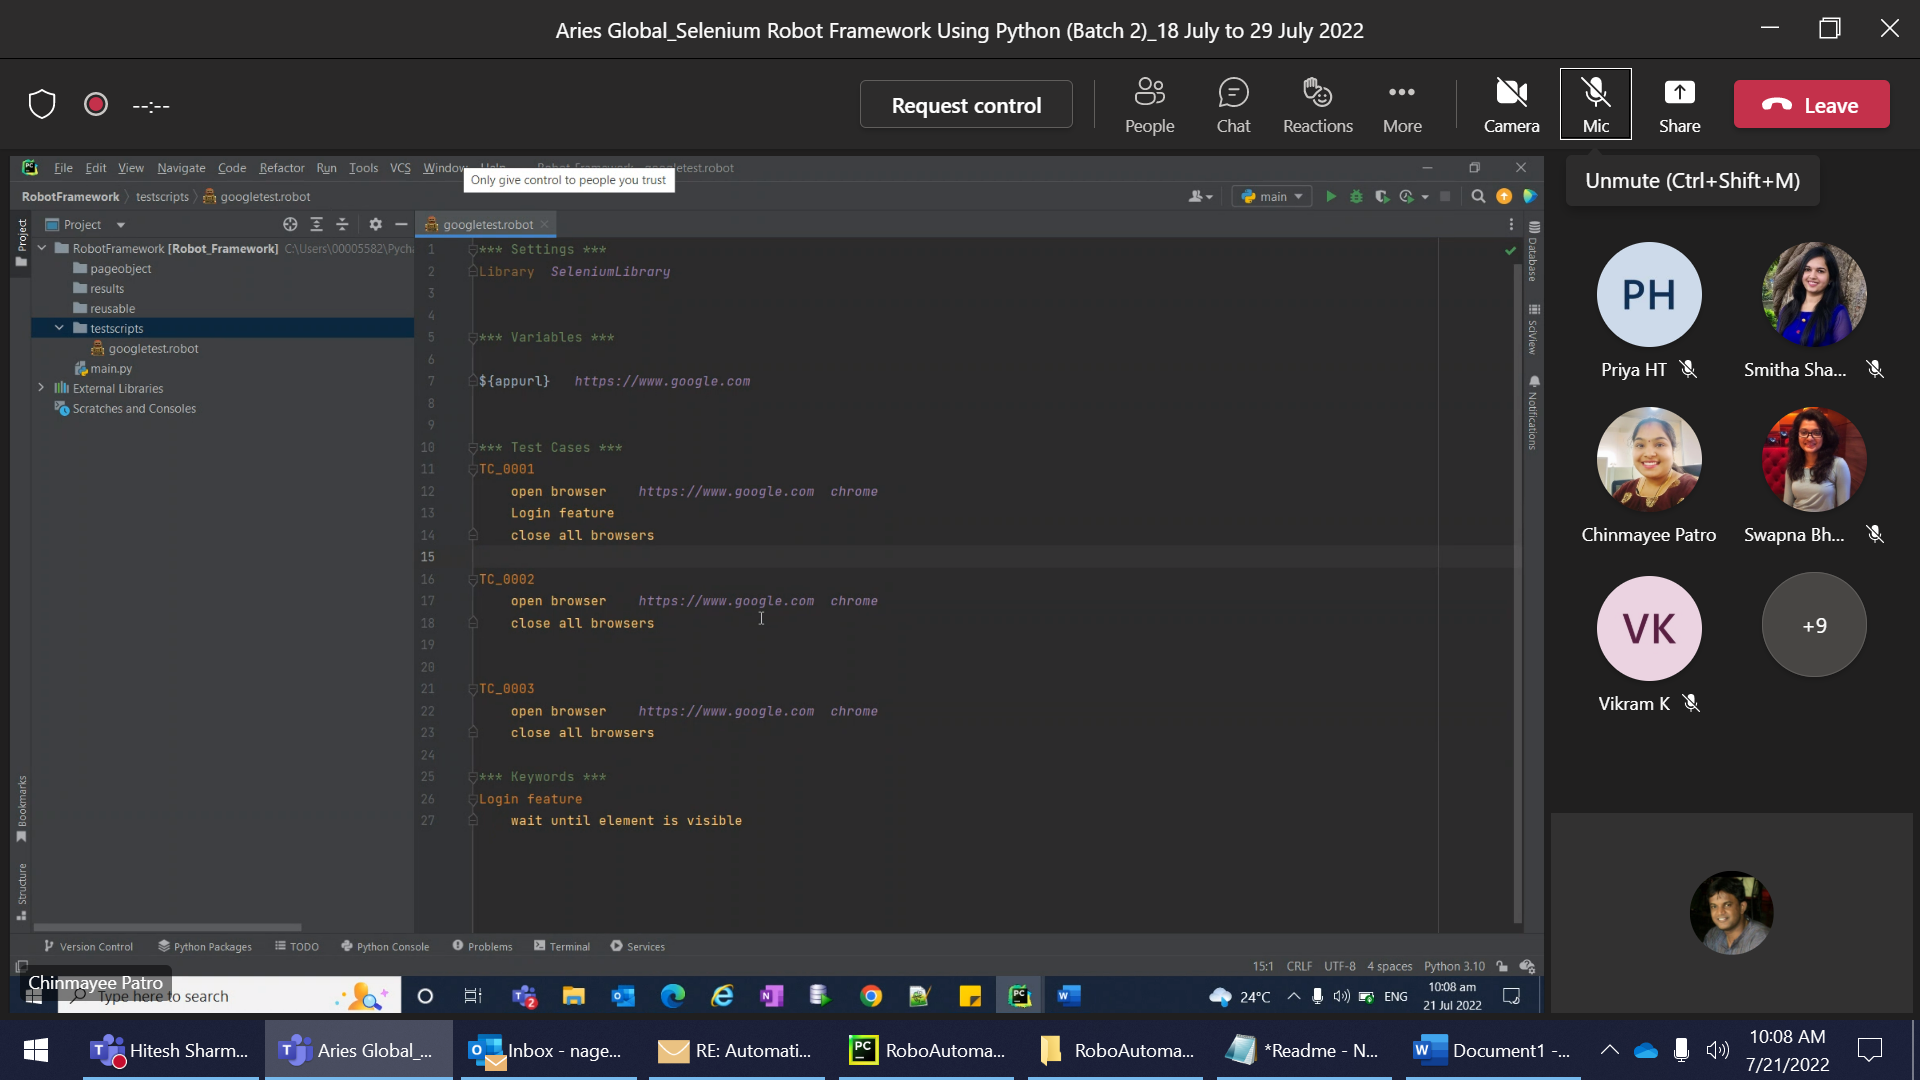 Aries Global_Selenium Robot Framework Using Python (Batch 2)_18 July to 29 July 2022
--:--
Request control
People
Chat
Reactions
More
Camera
Mic
Share
Leave
Unmute (Ctrl+Shift+M)
File Edit View Navigate Code Refactor Run Tools VCS Window
Only give control to people you trust
RobotFramework testscripts googletest.robot
main
Project
googletest.robot
RobotFramework [Robot_Framework] C:\Users\00005582\Pych
pageobject
results
reusable
testscripts
googletest.robot
main.py
External Libraries
Scratches and Consoles
Project
Bookmarks
Structure
1 *** Settings ***
2 Library SeleniumLibrary
3
4
5 *** Variables ***
6
7 ${appurl} https://www.google.com
8
9
10 *** Test Cases ***
11 TC_0001
12 open browser https://www.google.com chrome
13 Login feature
14 close all browsers
15
16 TC_0002
17 open browser https://www.google.com chrome
18 close all browsers
19
20
21 TC_0003
22 open browser https://www.google.com chrome
23 close all browsers
24
25 *** Keywords ***
26 Login feature
27 wait until element is visible
Database
SciView
Notifications
Version Control Python Packages TODO Python Console Problems Terminal Services
15:1 CRLF UTF-8 4 spaces Python 3.10
Chinmayee Patro
Type here to search
24°C
ENG
10:08 am
21 Jul 2022
PH
Priya HT
Smitha Sha...
Chinmayee Patro
Swapna Bh...
VK
Vikram K
+9
Hitesh Sharm...
Aries Global_...
Inbox - nage...
RE: Automati...
RoboAutoma...
RoboAutoma...
*Readme - N...
Document1 -...
10:08 AM
7/21/2022